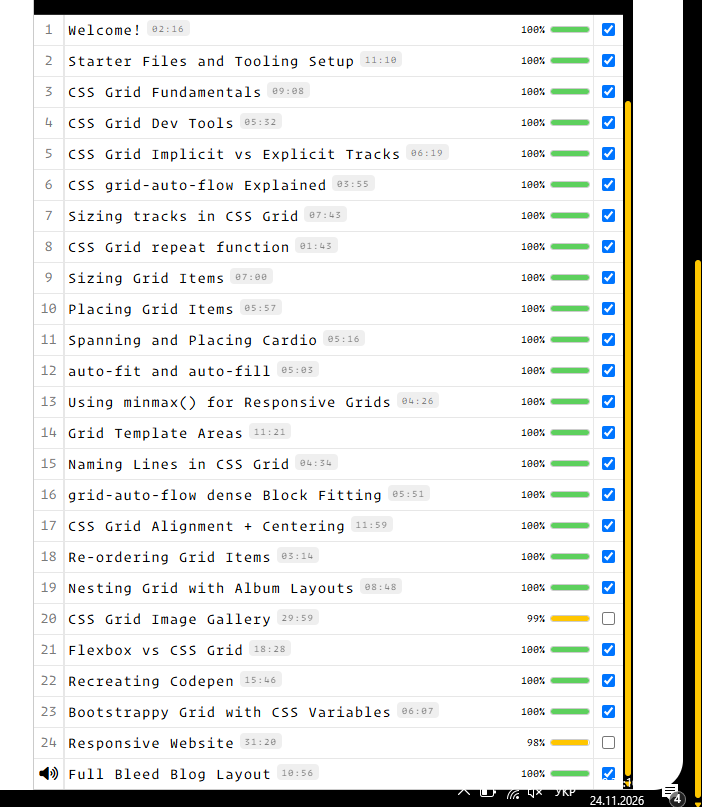 1 Welcome! 02:16 100%
2 Starter Files and Tooling Setup 11:10 100%
3 CSS Grid Fundamentals 09:08 100%
4 CSS Grid Dev Tools 05:32 100%
5 CSS Grid Implicit vs Explicit Tracks 06:19 100%
6 CSS grid-auto-flow Explained 03:55 100%
7 Sizing tracks in CSS Grid 07:43 100%
8 CSS Grid repeat function 01:43 100%
9 Sizing Grid Items 07:00 100%
10 Placing Grid Items 05:57 100%
11 Spanning and Placing Cardio 05:16 100%
12 auto-fit and auto-fill 05:03 100%
13 Using minmax() for Responsive Grids 04:26 100%
14 Grid Template Areas 11:21 100%
15 Naming Lines in CSS Grid 04:34 100%
16 grid-auto-flow dense Block Fitting 05:51 100%
17 CSS Grid Alignment + Centering 11:59 100%
18 Re-ordering Grid Items 03:14 100%
19 Nesting Grid with Album Layouts 08:48 100%
20 CSS Grid Image Gallery 29:59 99%
21 Flexbox vs CSS Grid 18:28 100%
22 Recreating Codepen 15:46 100%
23 Bootstrappy Grid with CSS Variables 06:07 100%
24 Responsive Website 31:20 98%
Full Bleed Blog Layout 10:56 100%
УКР
24.11.2026
4